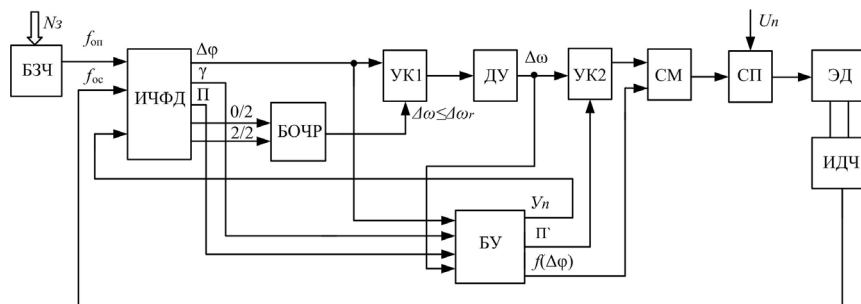 Nз
БЗЧ
fоп
fос
ИЧФД
Δφ
γ
П
0/2
2/2
БОЧР
УК1
Δω≤Δωr
ДУ
Δω
УК2
СМ
Uп
СП
ЭД
ИДЧ
БУ
Уп
П`
f(Δφ)